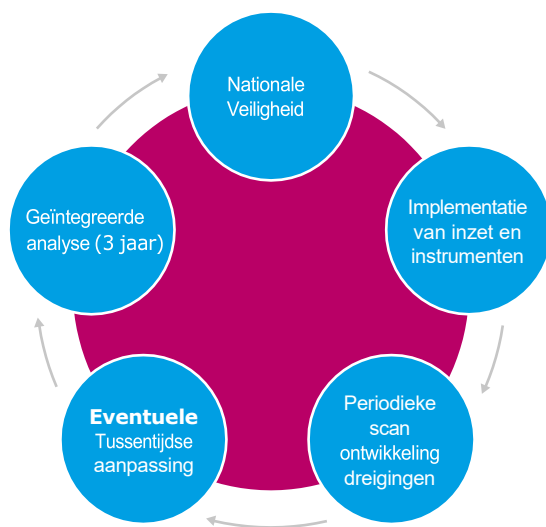 Nationale
Veiligheid
Implementatie
van inzet en
instrumenten
Periodieke
scan
ontwikkeling
dreigingen
Eventuele
Tussentijdse
aanpassing
Geïntegreerde
analyse (3 jaar)